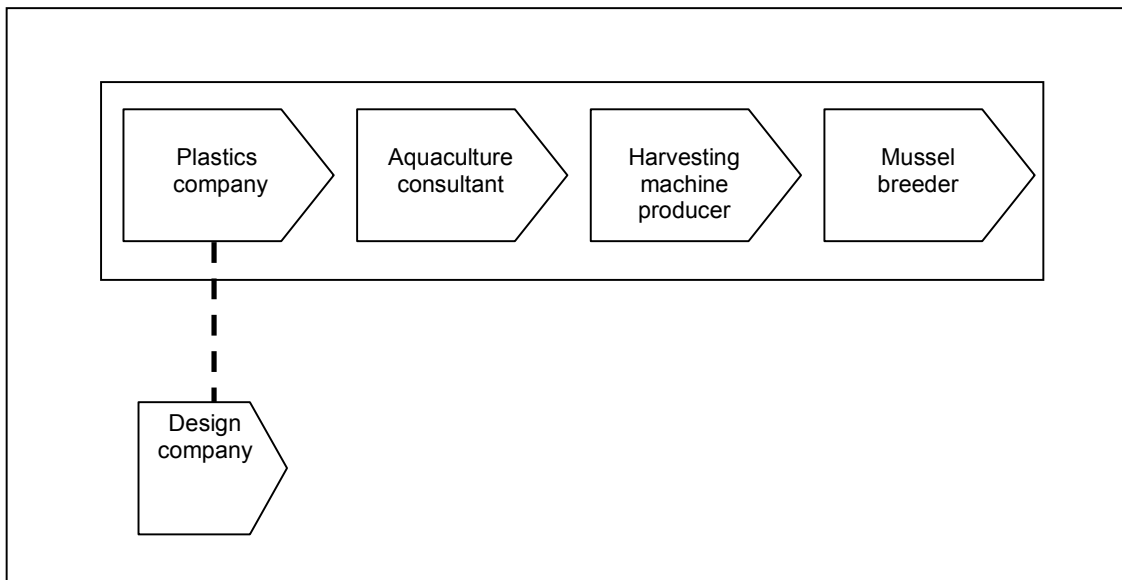 Plastics
company
Aquaculture
consultant
Harvesting
machine
producer
Mussel
breeder
Design
company